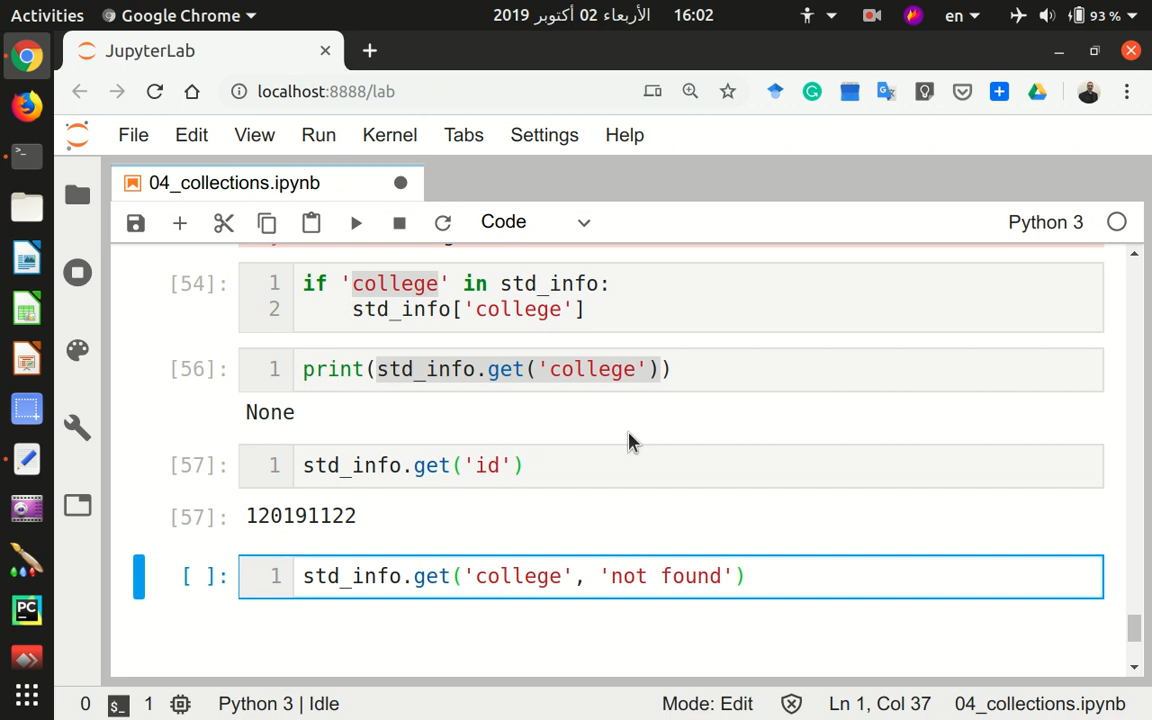 Activities Google Chrome الأربعاء 02 أكتوبر 2019 16:02 en 93 %
JupyterLab
localhost:8888/lab
File Edit View Run Kernel Tabs Settings Help
04_collections.ipynb
Code Python 3
[54]: 1 if 'college' in std_info:
2 std_info['college']
[56]: 1 print(std_info.get('college'))
None
[57]: 1 std_info.get('id')
[57]: 120191122
[ ]: 1 std_info.get('college', 'not found')
PC
0 $_ 1 Python 3 | Idle Mode: Edit Ln 1, Col 37 04_collections.ipynb